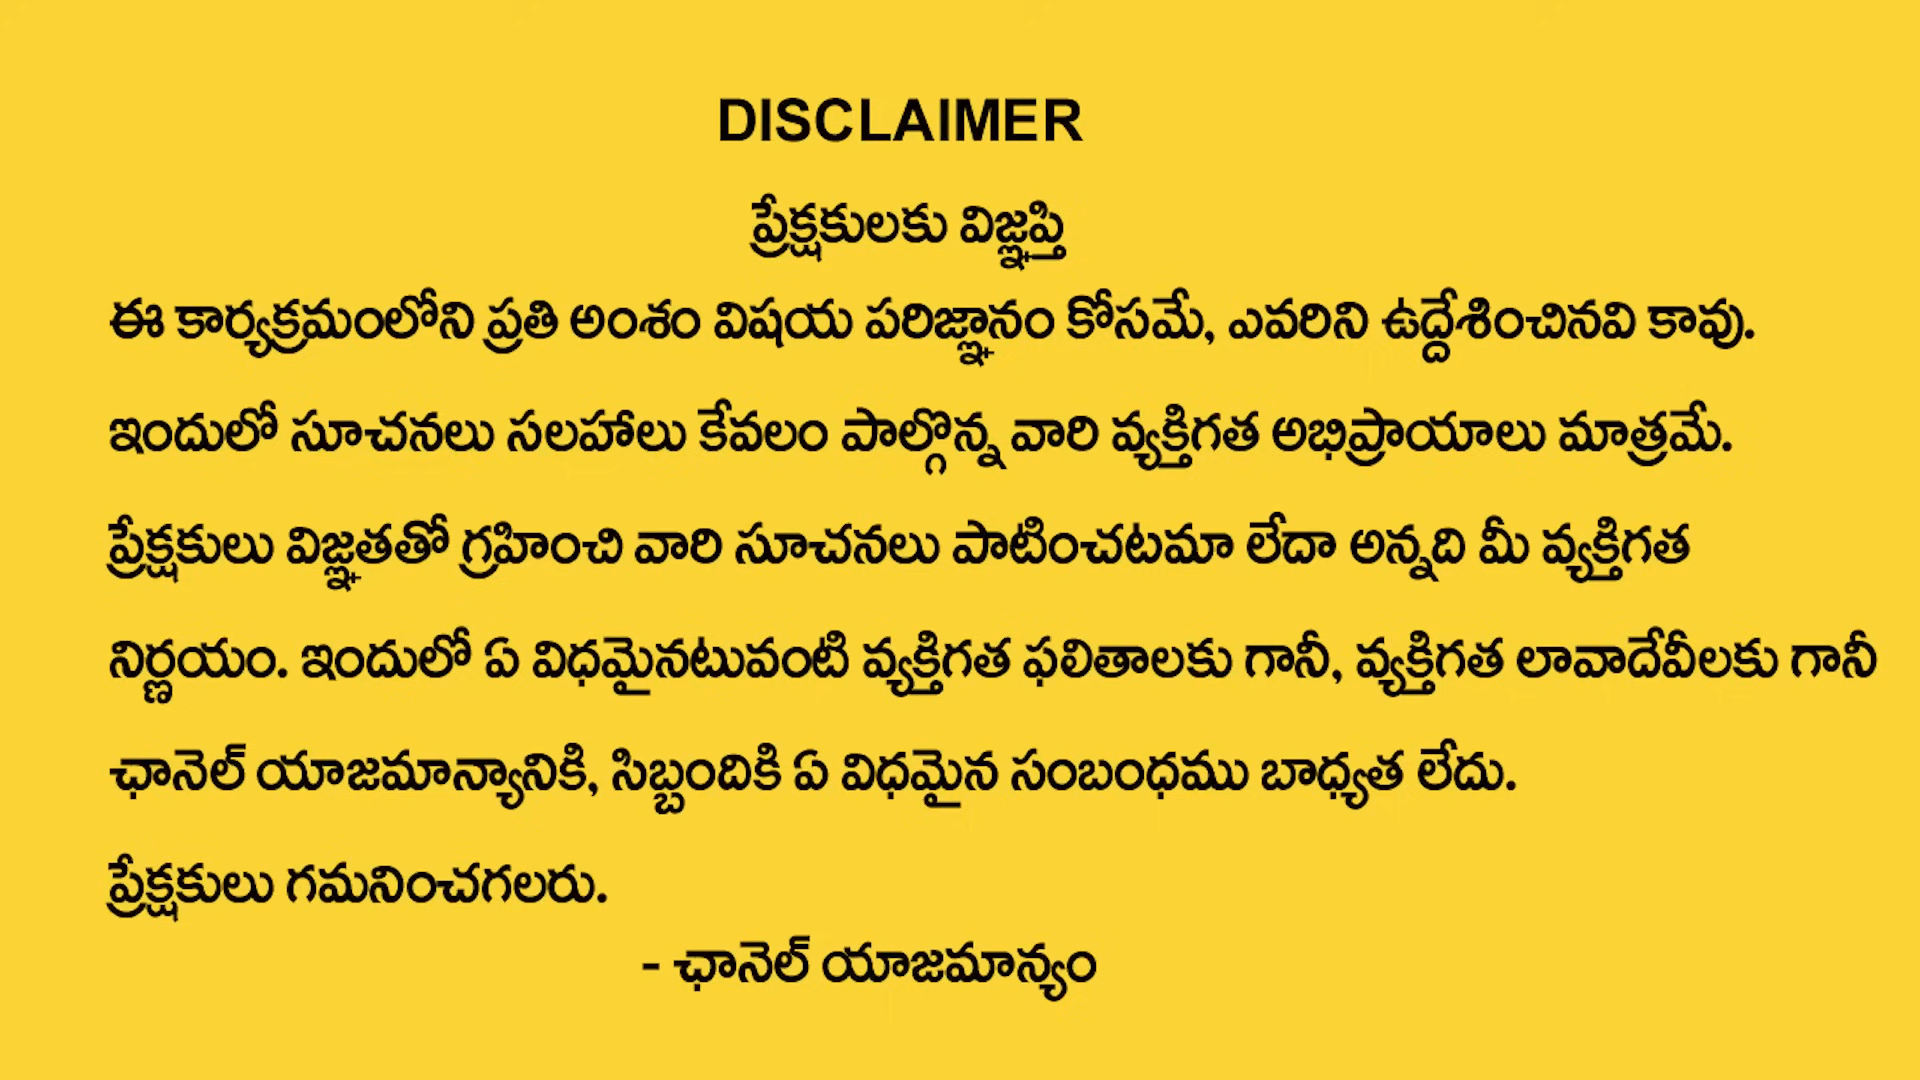 DISCLAIMER
ప్రేక్షకులకు విజ్ఞప్తి
ఈ కార్యక్రమంలోని ప్రతి అంశం విషయ పరిజ్ఞానం కోసమే, ఎవరిని ఉద్దేశించినవి కావు.
ఇందులో సూచనలు సలహాలు కేవలం పాల్గొన్న వారి వ్యక్తిగత అభిప్రాయాలు మాత్రమే.
ప్రేక్షకులు విజ్ఞతతో గ్రహించి వారి సూచనలు పాటించటమా లేదా అన్నది మీ వ్యక్తిగత
నిర్ణయం. ఇందులో ఏ విధమైనటువంటి వ్యక్తిగత ఫలితాలకు గానీ, వ్యక్తిగత లావాదేవీలకు గానీ
ఛానెల్ యాజమాన్యానికి, సిబ్బందికి ఏ విధమైన సంబంధము బాధ్యత లేదు.
ప్రేక్షకులు గమనించగలరు.
- ఛానెల్ యాజమాన్యం